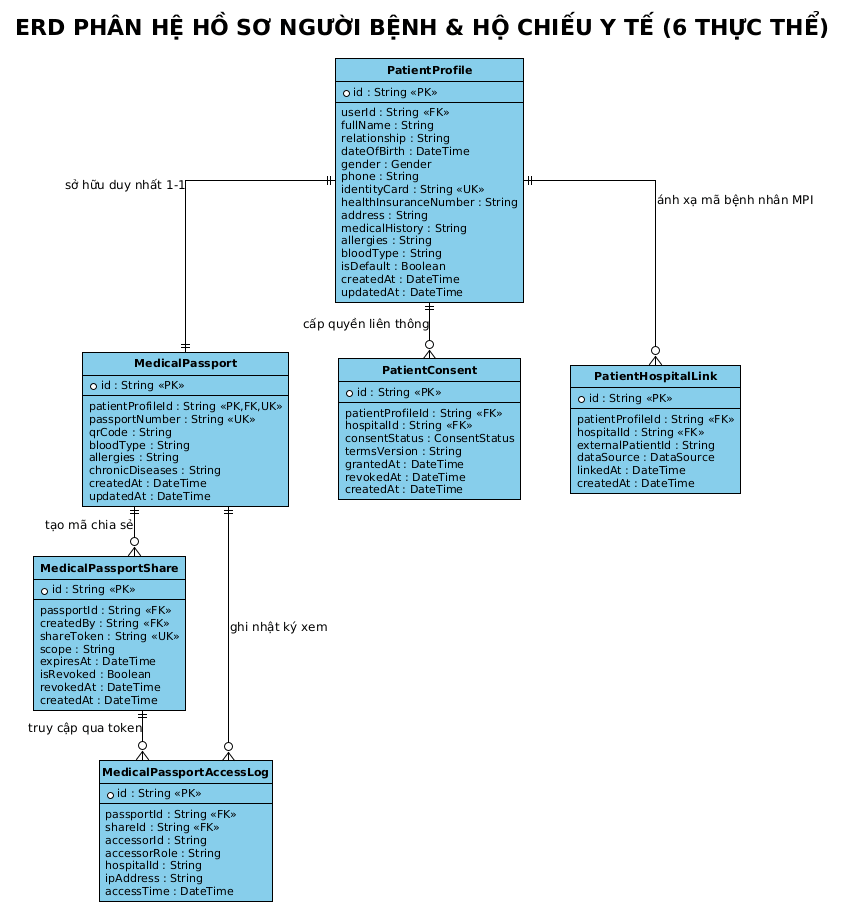 ERD PHÂN HỆ HỒ SƠ NGƯỜI BỆNH & HỘ CHIẾU Y TẾ (6 THỰC THỂ)
PatientProfile
id : String «PK»
userId : String «FK»
fullName : String
relationship : String
dateOfBirth : DateTime
gender : Gender
phone : String
identityCard : String «UK»
healthInsuranceNumber : String
address : String
medicalHistory : String
allergies : String
bloodType : String
isDefault : Boolean
createdAt : DateTime
updatedAt : DateTime
sở hữu duy nhất 1-1
ánh xạ mã bệnh nhân MPI
cấp quyền liên thông
MedicalPassport
id : String «PK»
patientProfileId : String «PK,FK,UK»
passportNumber : String «UK»
qrCode : String
bloodType : String
allergies : String
chronicDiseases : String
createdAt : DateTime
updatedAt : DateTime
PatientConsent
id : String «PK»
patientProfileId : String «FK»
hospitalId : String «FK»
consentStatus : ConsentStatus
termsVersion : String
grantedAt : DateTime
revokedAt : DateTime
createdAt : DateTime
PatientHospitalLink
id : String «PK»
patientProfileId : String «FK»
hospitalId : String «FK»
externalPatientId : String
dataSource : DataSource
linkedAt : DateTime
createdAt : DateTime
tạo mã chia sẻ
MedicalPassportShare
id : String «PK»
passportId : String «FK»
createdBy : String «FK»
shareToken : String «UK»
scope : String
expiresAt : DateTime
isRevoked : Boolean
revokedAt : DateTime
createdAt : DateTime
ghi nhật ký xem
truy cập qua token
MedicalPassportAccessLog
id : String «PK»
passportId : String «FK»
shareId : String «FK»
accessorId : String
accessorRole : String
hospitalId : String
ipAddress : String
accessTime : DateTime